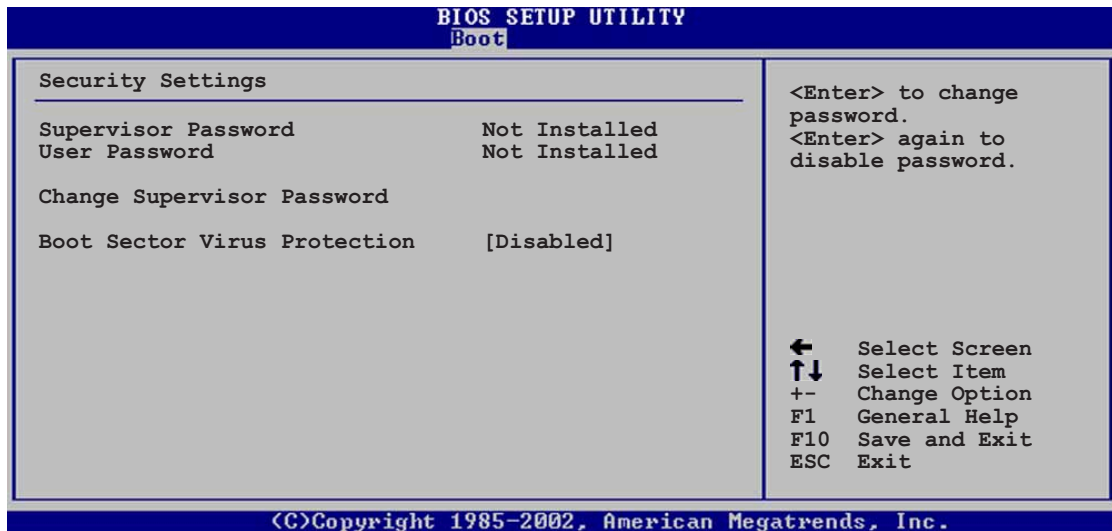 BIOS SETUP UTILITY
Boot
Security Settings
Supervisor Password Not Installed
User Password Not Installed
Change Supervisor Password
Boot Sector Virus Protection [Disabled]
<Enter> to change
password.
<Enter> again to
disable password.
← Select Screen
↑↓ Select Item
+- Change Option
F1 General Help
F10 Save and Exit
ESC Exit
(C)Copyright 1985-2002, American Megatrends, Inc.